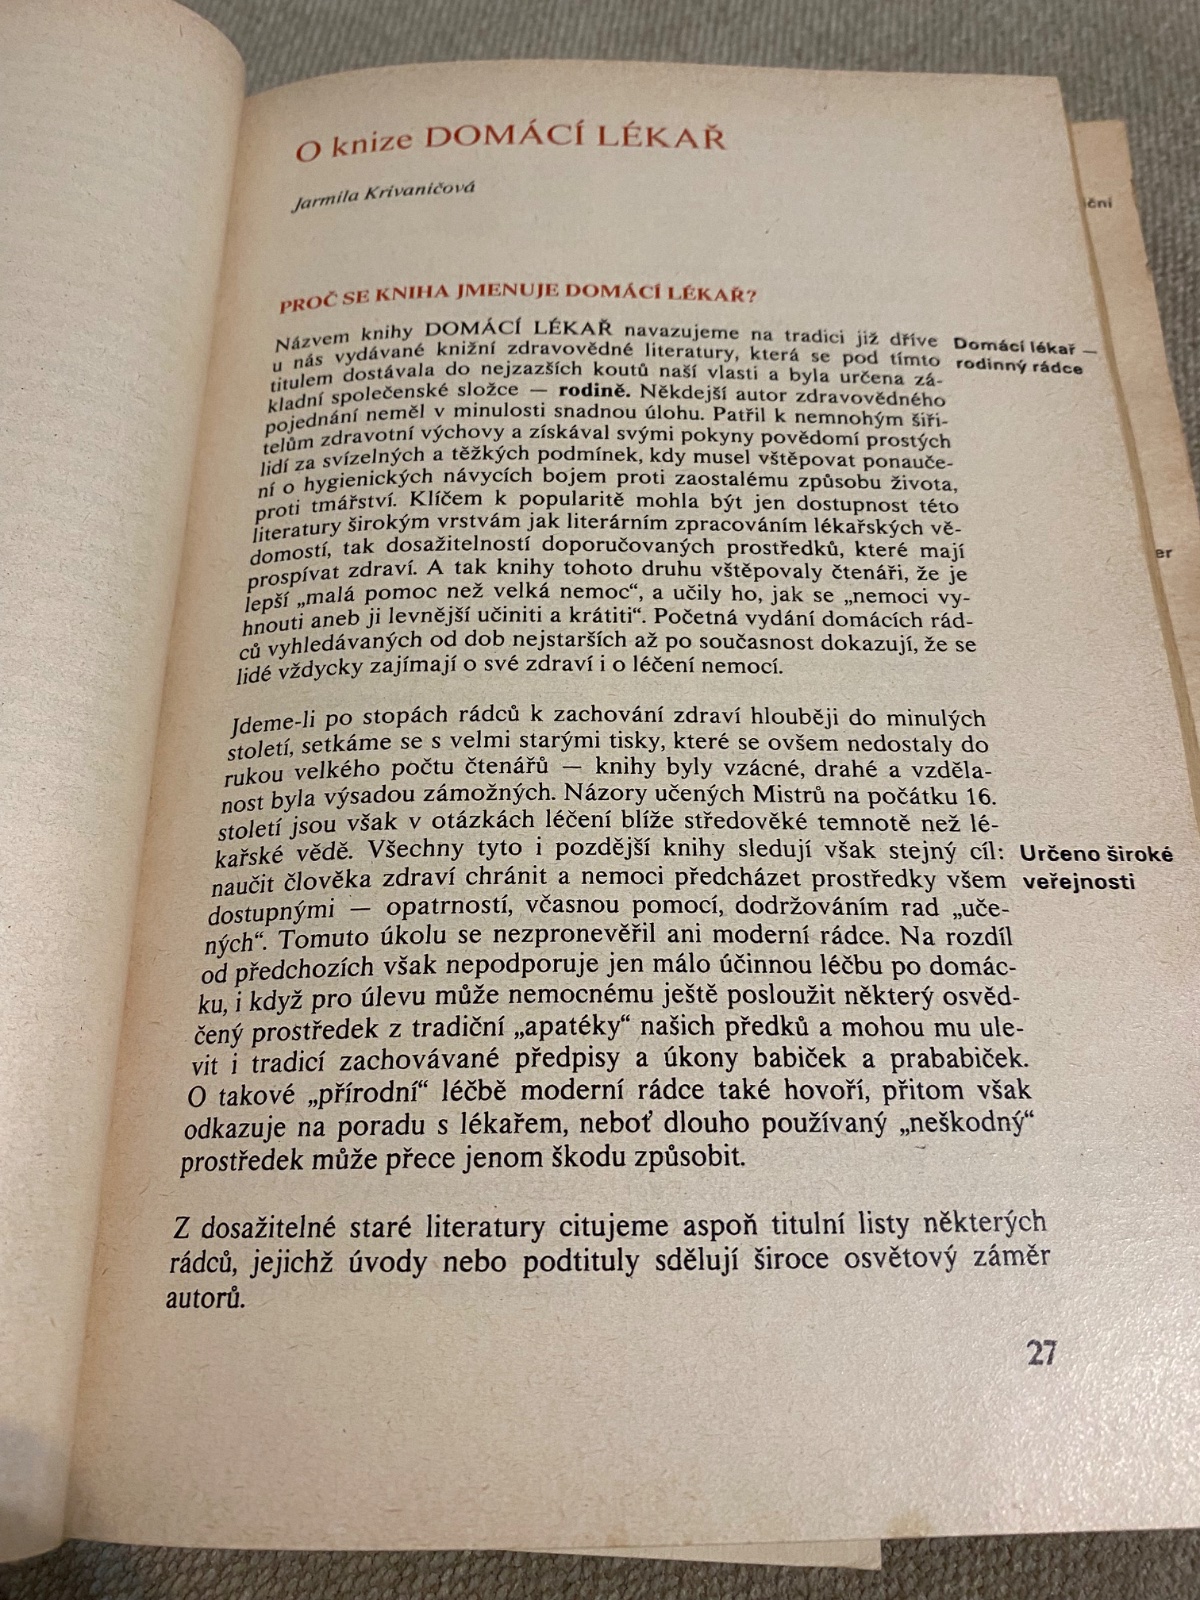 O knize DOMÁCÍ LÉKAŘ
Jarmila Krivaničová
PROČ SE KNIHA JMENUJE DOMÁCÍ LÉKAŘ?
Názvem knihy DOMÁCÍ LÉKAŘ navazujeme na tradici již dříve
u nás vydávané knižní zdravovědné literatury, která se pod tímto
titulem dostávala do nejzazších koutů naší vlasti a byla určena zá-
kladní společenské složce — rodině. Někdejší autor zdravovědného
pojednání neměl v minulosti snadnou úlohu. Patřil k nemnohým šiři-
telům zdravotní výchovy a získával svými pokyny povědomí prostých
lidí za svízelných a těžkých podmínek, kdy musel vštěpovat ponauče-
ní o hygienických návycích bojem proti zaostalému způsobu života,
proti tmářství. Klíčem k popularitě mohla být jen dostupnost této
literatury širokým vrstvám jak literárním zpracováním lékařských vě-
domostí, tak dosažitelností doporučovaných prostředků, které mají
prospívat zdraví. A tak knihy tohoto druhu vštěpovaly čtenáři, že je
lepší „malá pomoc než velká nemoc“, a učily ho, jak se „nemoci vy-
hnouti aneb ji levnější učiniti a krátiti“. Početná vydání domácích rád-
ců vyhledávaných od dob nejstarších až po současnost dokazují, že se
lidé vždycky zajímají o své zdraví i o léčení nemocí.
Domácí lékař —
rodinný rádce
Jdeme-li po stopách rádců k zachování zdraví hlouběji do minulých
století, setkáme se s velmi starými tisky, které se ovšem nedostaly do
rukou velkého počtu čtenářů — knihy byly vzácné, drahé a vzděla-
nost byla výsadou zámožných. Názory učených Mistrů na počátku 16.
století jsou však v otázkách léčení blíže středověké temnotě než lé-
kařské vědě. Všechny tyto i pozdější knihy sledují však stejný cíl:
naučit člověka zdraví chránit a nemoci předcházet prostředky všem
dostupnými — opatrností, včasnou pomocí, dodržováním rad „uče-
ných“. Tomuto úkolu se nezpronevěřil ani moderní rádce. Na rozdíl
od předchozích však nepodporuje jen málo účinnou léčbu po domác-
ku, i když pro úlevu může nemocnému ještě posloužit některý osvěd-
čený prostředek z tradiční „apatéky“ našich předků a mohou mu ule-
vit i tradicí zachovávané předpisy a úkony babiček a prababiček.
O takové „přírodní“ léčbě moderní rádce také hovoří, přitom však
odkazuje na poradu s lékařem, neboť dlouho používaný „neškodný“
prostředek může přece jenom škodu způsobit.
Určeno široké
veřejnosti
Z dosažitelné staré literatury citujeme aspoň titulní listy některých
rádců, jejichž úvody nebo podtituly sdělují široce osvětový záměr
autorů.
27